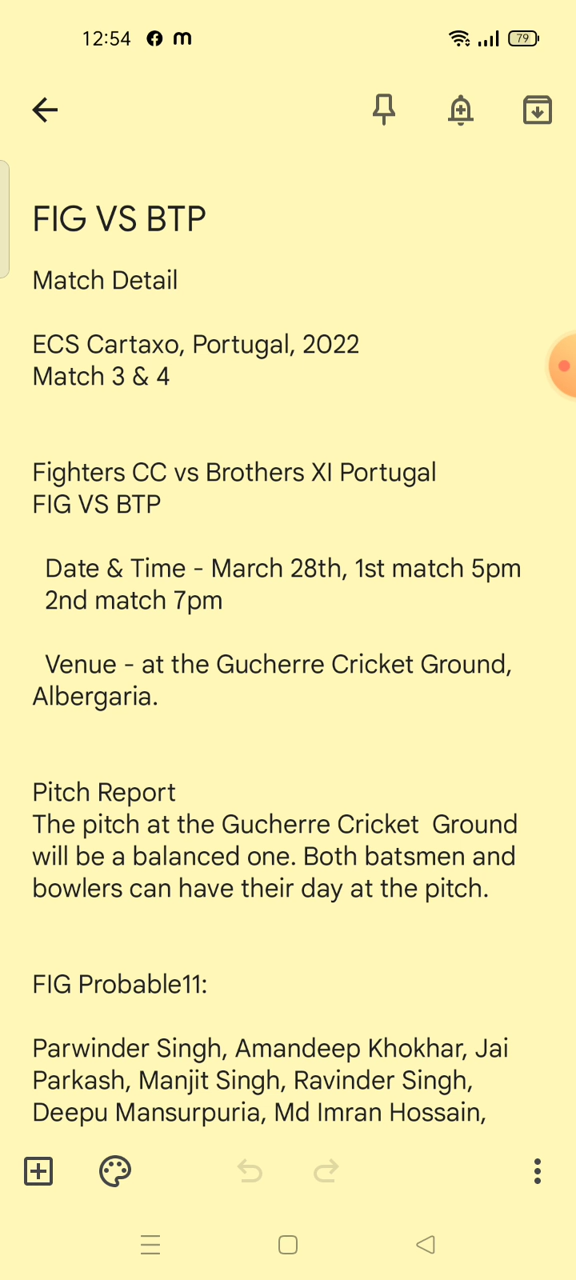 12:54
79
FIG VS BTP
Match Detail
ECS Cartaxo, Portugal, 2022
Match 3 & 4
Fighters CC vs Brothers XI Portugal
FIG VS BTP
Date & Time - March 28th, 1st match 5pm
2nd match 7pm
Venue - at the Gucherre Cricket Ground,
Albergaria.
Pitch Report
The pitch at the Gucherre Cricket  Ground
will be a balanced one. Both batsmen and
bowlers can have their day at the pitch.
FIG Probable11:
Parwinder Singh, Amandeep Khokhar, Jai
Parkash, Manjit Singh, Ravinder Singh,
Deepu Mansurpuria, Md Imran Hossain,